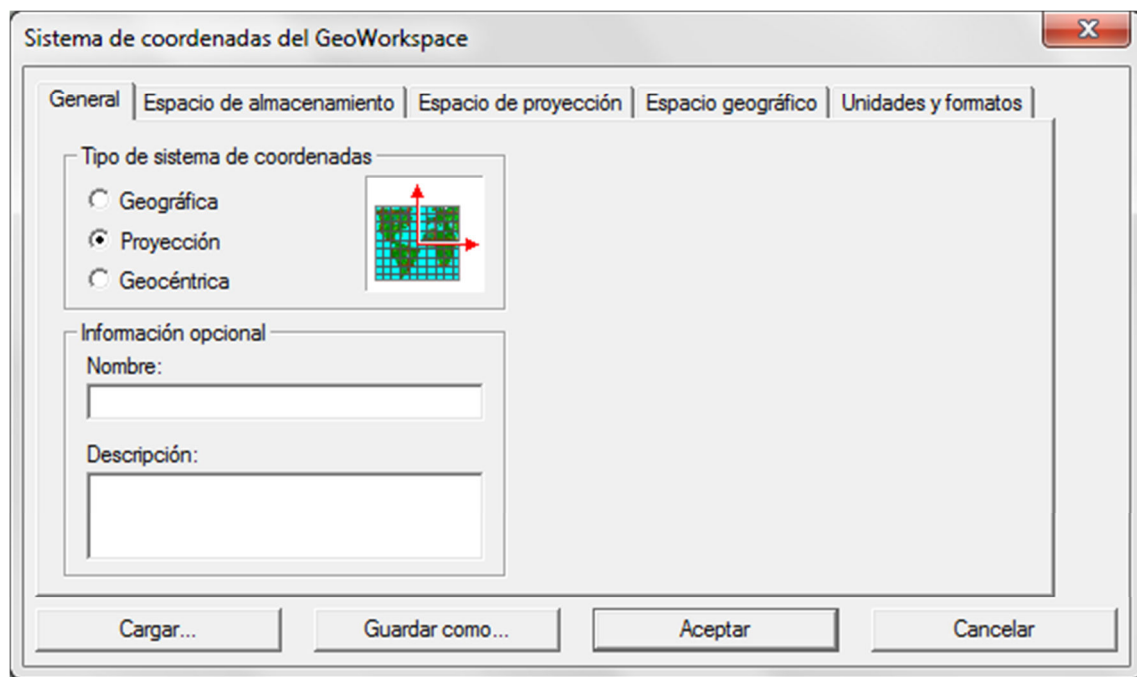 Sistema de coordenadas del GeoWorkspace
General Espacio de almacenamiento Espacio de proyección Espacio geográfico Unidades y formatos
Tipo de sistema de coordenadas
Geográfica
Proyección
Geocéntrica
Información opcional
Nombre:
Descripción:
Cargar... Guardar como... Aceptar Cancelar